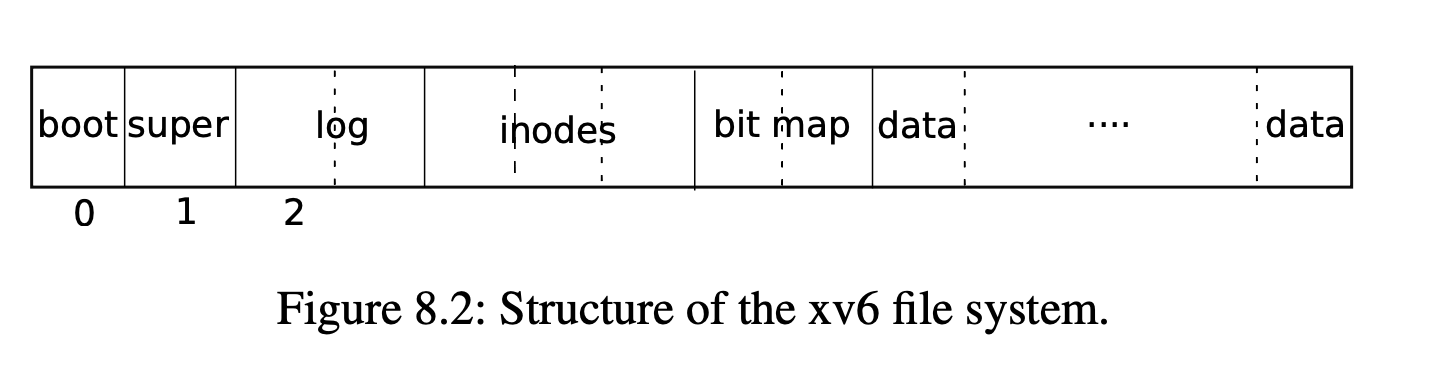 boot super log inodes bit map data .... data
0 1 2
Figure 8.2: Structure of the xv6 file system.